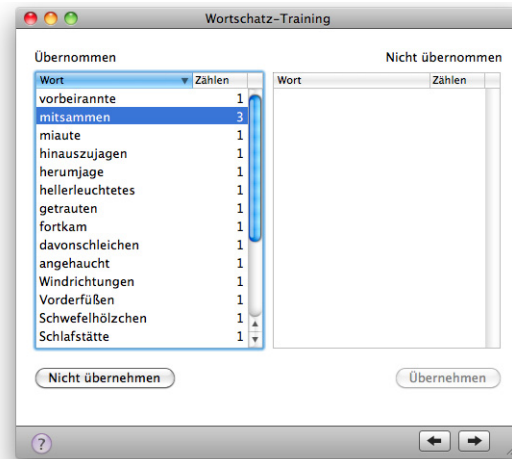 Wortschatz-Training
Übernommen
Nicht übernommen
Wort Zählen
Wort Zählen
vorbeirannte 1
mitsammen 3
miaute 1
hinauszujagen 1
herumjage 1
hellerleuchtetes 1
getrauten 1
fortkam 1
davonschleichen 1
angehaucht 1
Windrichtungen 1
Vorderfüßen 1
Schwefelhölzchen 1
Schlafstätte 1
Nicht übernehmen
Übernehmen
?